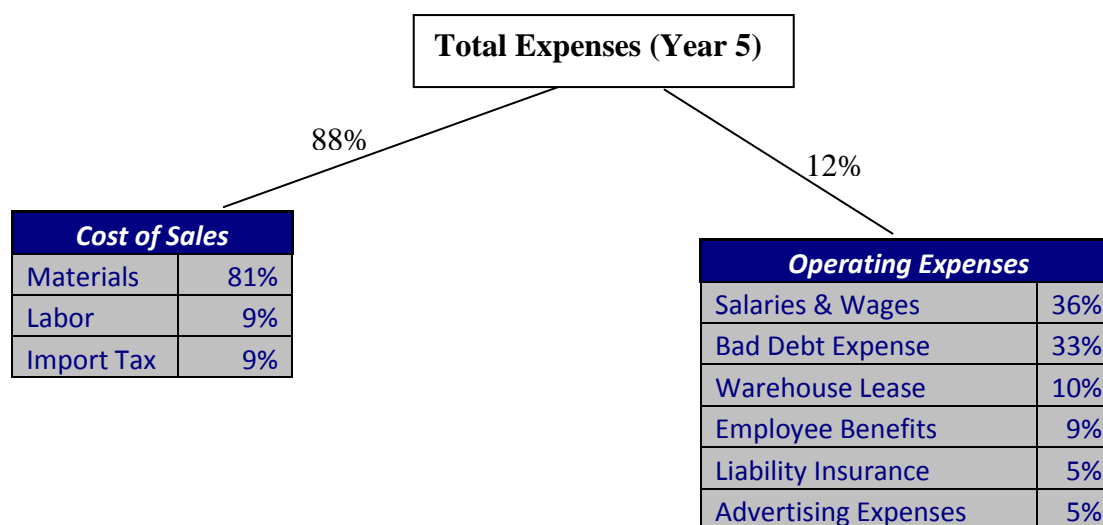 Total Expenses (Year 5)
88%
12%
Cost of Sales
Materials 81%
Labor 9%
Import Tax 9%
Operating Expenses
Salaries & Wages 36%
Bad Debt Expense 33%
Warehouse Lease 10%
Employee Benefits 9%
Liability Insurance 5%
Advertising Expenses 5%